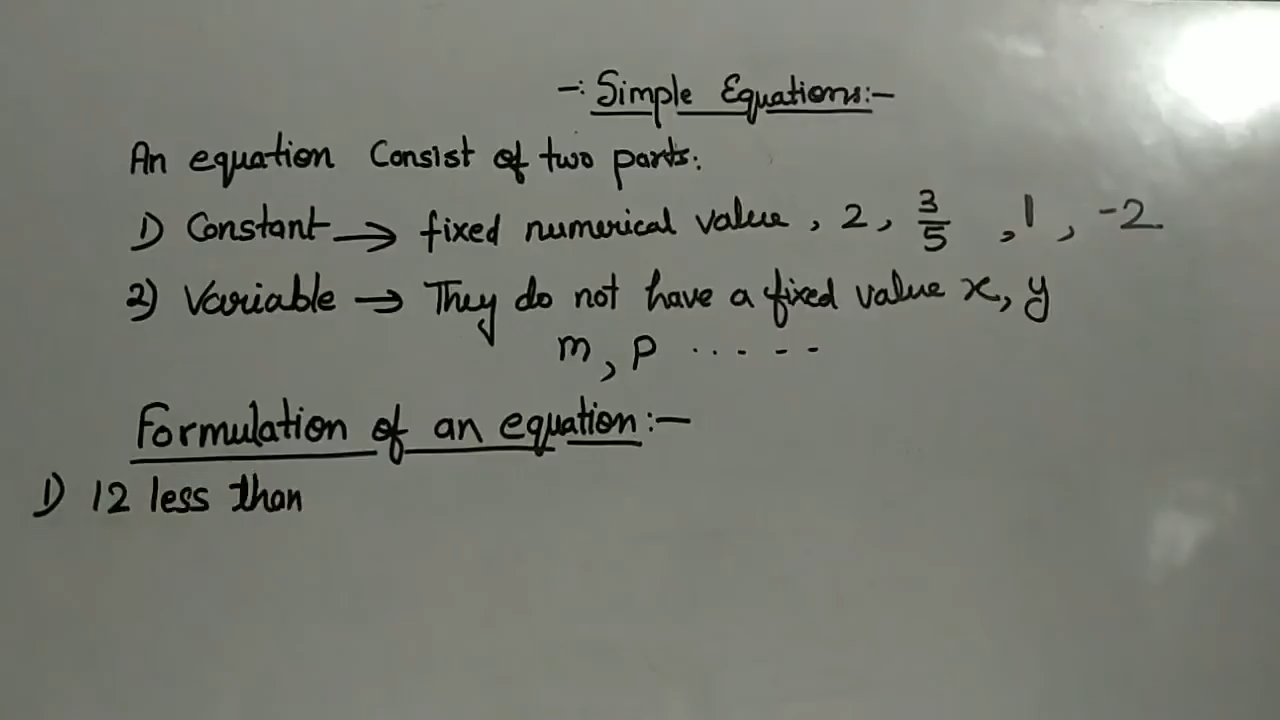 -: Simple Equations:-
An equation Consist of two parts:
1) Constant → fixed numerical value, 2, 3/5, 1, -2
2) Variable → They do not have a fixed value x, y
m, p .....
Formulation of an equation:-
1) 12 less than